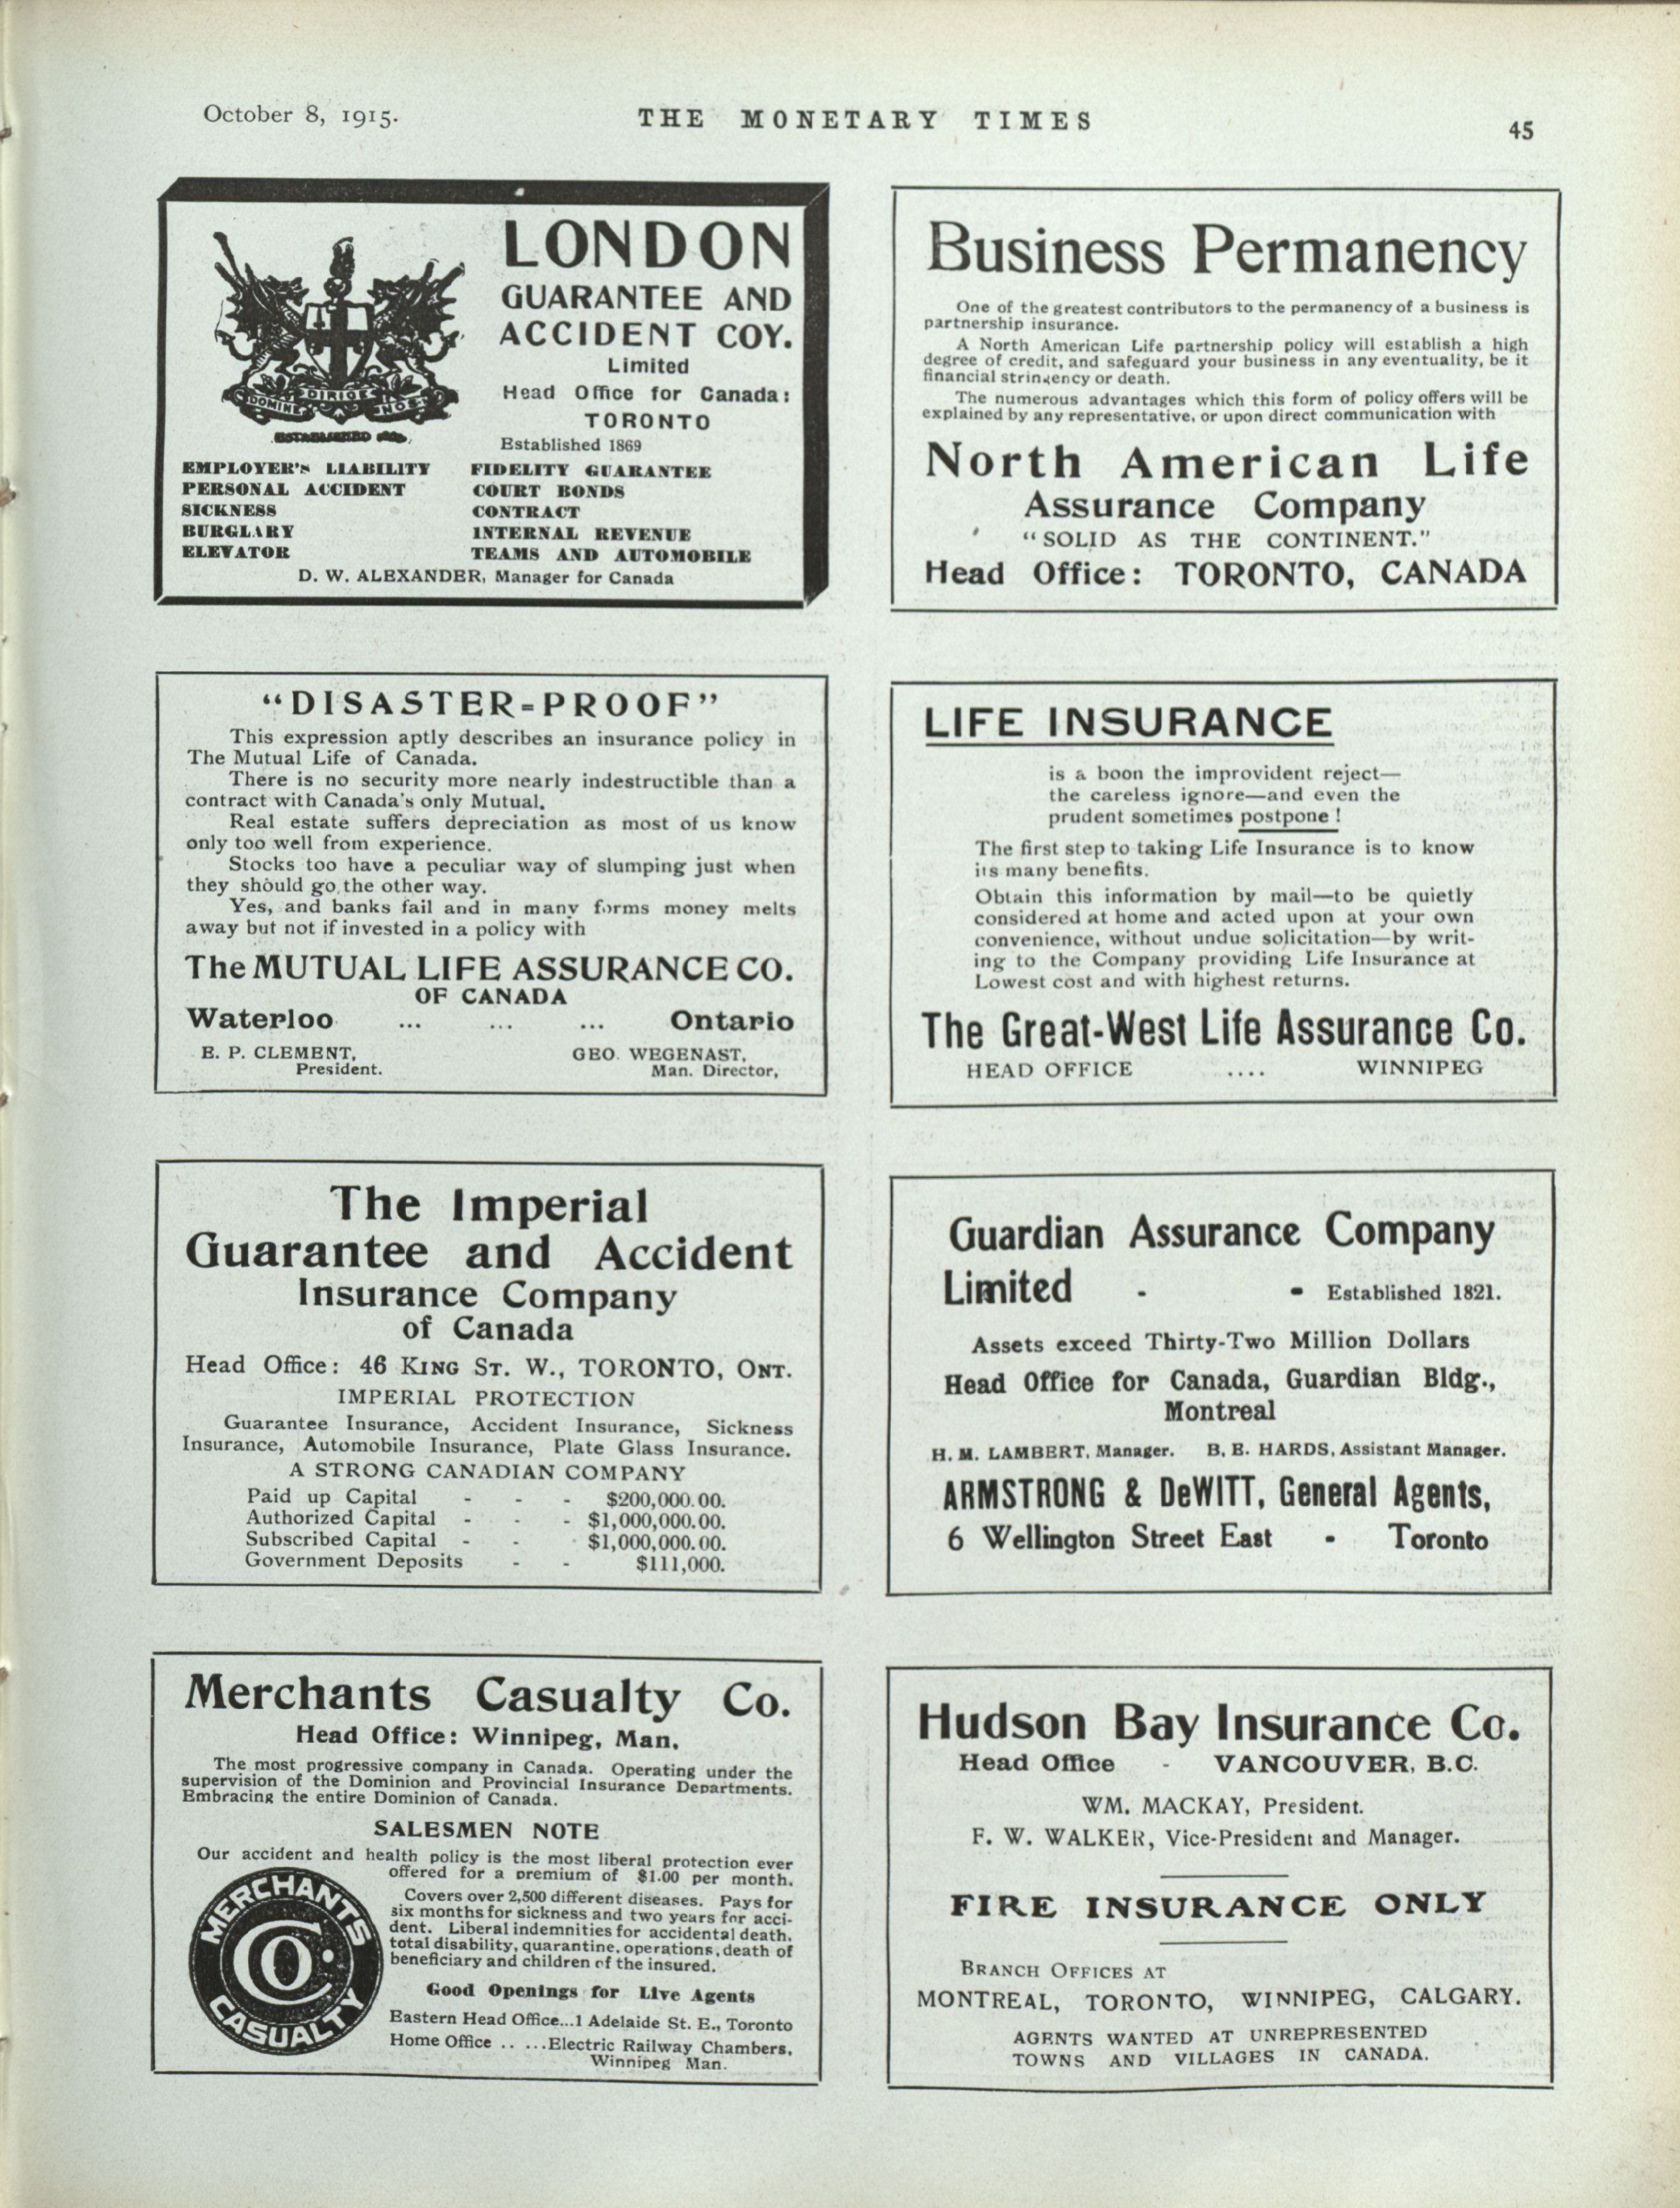 October 8, 1915.
THE MONETARY TIMES
45
LONDON
GUARANTEE AND
ACCIDENT COY.
Limited
Head Office for Canada:
TORONTO
Established 1869
DOMINE DIRIGE NOS
EMPLOYER'S LIABILITY
PERSONAL ACCIDENT
SICKNESS
BURGLARY
ELEVATOR
FIDELITY GUARANTEE
COURT BONDS
CONTRACT
INTERNAL REVENUE
TEAMS AND AUTOMOBILE
D. W. ALEXANDER, Manager for Canada
Business Permanency
One of the greatest contributors to the permanency of a business is
partnership insurance.
A North American Life partnership policy will establish a high
degree of credit, and safeguard your business in any eventuality, be it
financial stringency or death.
The numerous advantages which this form of policy offers will be
explained by any representative, or upon direct communication with
North American Life
Assurance Company
"SOLID AS THE CONTINENT."
Head Office: TORONTO, CANADA
"DISASTER-PROOF"
This expression aptly describes an insurance policy in
The Mutual Life of Canada.
There is no security more nearly indestructible than a
contract with Canada's only Mutual.
Real estate suffers depreciation as most of us know
only too well from experience.
Stocks too have a peculiar way of slumping just when
they should go the other way.
Yes, and banks fail and in many forms money melts
away but not if invested in a policy with
The MUTUAL LIFE ASSURANCE CO.
OF CANADA
Waterloo ... ... ... Ontario
E. P. CLEMENT,
President.
GEO. WEGENAST,
Man. Director,
LIFE INSURANCE
is a boon the improvident reject—
the careless ignore—and even the
prudent sometimes postpone !
The first step to taking Life Insurance is to know
its many benefits.
Obtain this information by mail—to be quietly
considered at home and acted upon at your own
convenience, without undue solicitation—by writ-
ing to the Company providing Life Insurance at
Lowest cost and with highest returns.
The Great-West Life Assurance Co.
HEAD OFFICE .... WINNIPEG
The Imperial
Guarantee and Accident
Insurance Company
of Canada
Head Office: 46 KING ST. W., TORONTO, ONT.
IMPERIAL PROTECTION
Guarantee Insurance, Accident Insurance, Sickness
Insurance, Automobile Insurance, Plate Glass Insurance.
A STRONG CANADIAN COMPANY
Paid up Capital - - - $200,000.00.
Authorized Capital - - - $1,000,000.00.
Subscribed Capital - - - $1,000,000.00.
Government Deposits - - $111,000.
Guardian Assurance Company
Limited - - Established 1821.
Assets exceed Thirty-Two Million Dollars
Head Office for Canada, Guardian Bldg.,
Montreal
H. M. LAMBERT, Manager. B. E. HARDS, Assistant Manager.
ARMSTRONG & DeWITT, General Agents,
6 Wellington Street East - Toronto
Merchants Casualty Co.
Head Office: Winnipeg, Man.
The most progressive company in Canada. Operating under the
supervision of the Dominion and Provincial Insurance Departments.
Embracing the entire Dominion of Canada.
SALESMEN NOTE
Our accident and health policy is the most liberal protection ever
offered for a premium of $1.00 per month.
Covers over 2,500 different diseases. Pays for
six months for sickness and two years for acci-
dent. Liberal indemnities for accidental death,
total disability, quarantine, operations, death of
beneficiary and children of the insured.
MERCHANTS
Co.
CASUALTY
Good Openings for Live Agents
Eastern Head Office...1 Adelaide St. E., Toronto
Home Office .. ...Electric Railway Chambers,
Winnipeg Man.
Hudson Bay Insurance Co.
Head Office - VANCOUVER, B.C.
WM. MACKAY, President.
F. W. WALKER, Vice-President and Manager.
FIRE INSURANCE ONLY
BRANCH OFFICES AT
MONTREAL, TORONTO, WINNIPEG, CALGARY.
AGENTS WANTED AT UNREPRESENTED
TOWNS AND VILLAGES IN CANADA.